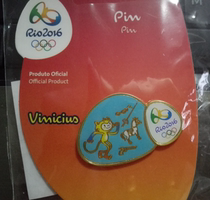 Pin
Pin
Rio2016
Produto Oficial
Official Product
Vinicius
Rio2016